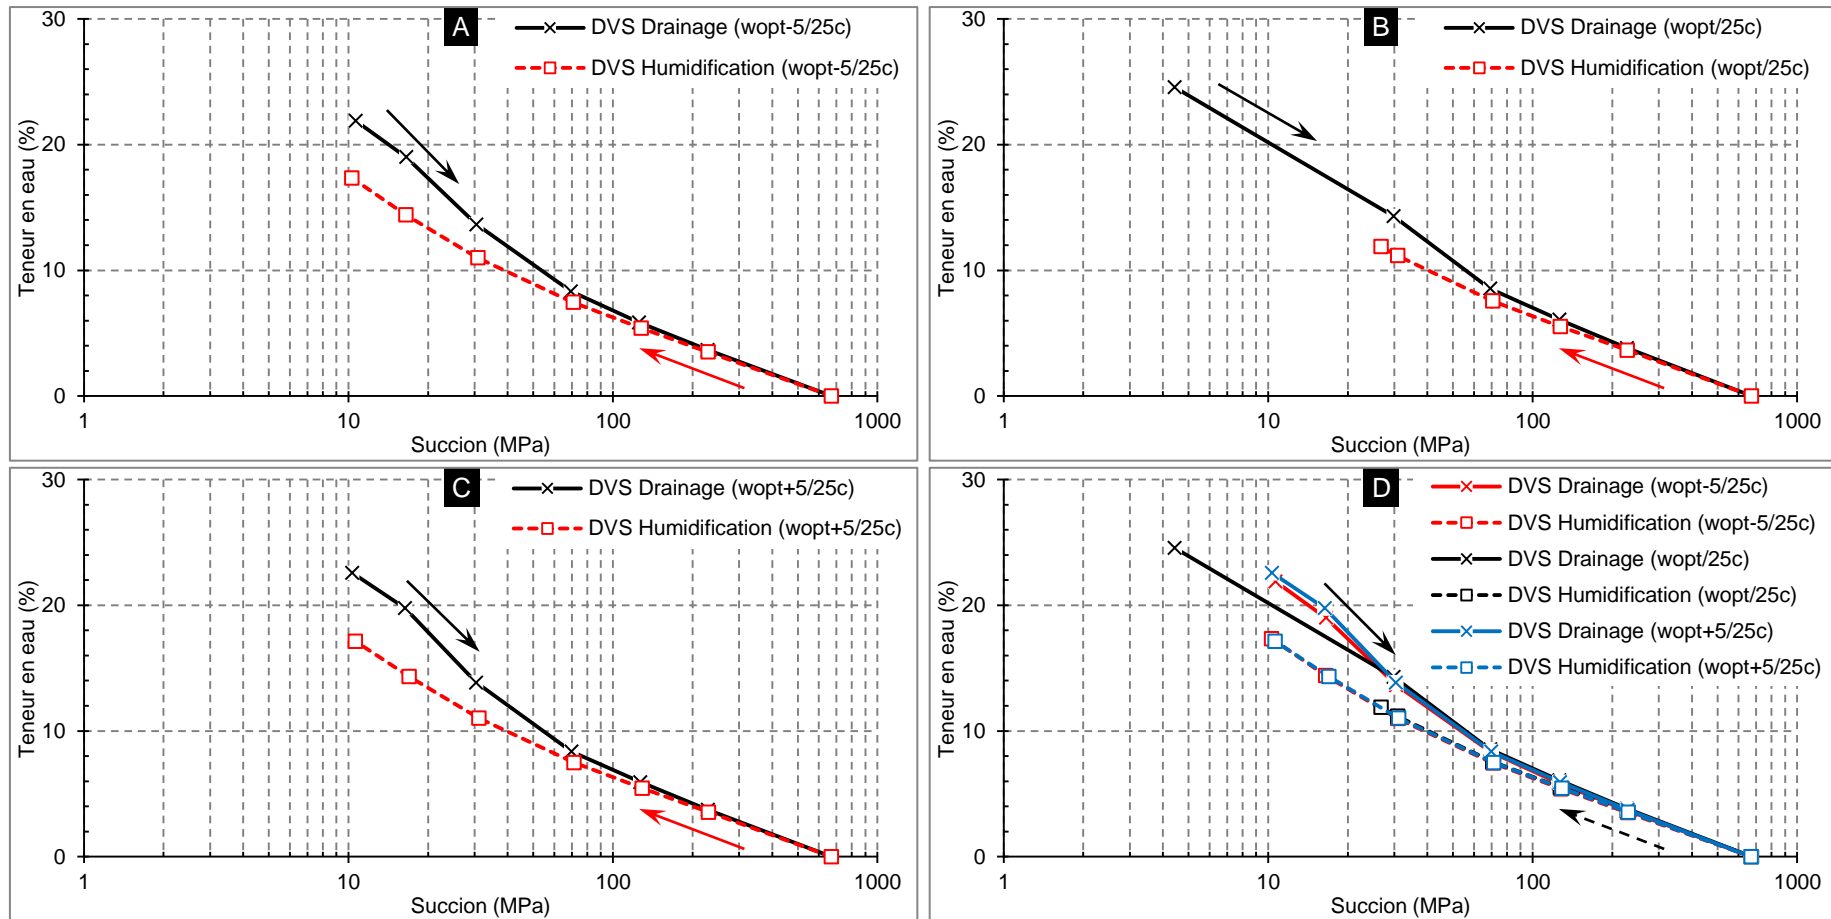 A
DVS Drainage (wopt-5/25c)
DVS Humidification (wopt-5/25c)
Teneur en eau (%)
30
20
10
0
1
10
100
1000
Succion (MPa)
B
DVS Drainage (wopt/25c)
DVS Humidification (wopt/25c)
Teneur en eau (%)
30
20
10
0
1
10
100
1000
Succion (MPa)
C
DVS Drainage (wopt+5/25c)
DVS Humidification (wopt+5/25c)
Teneur en eau (%)
30
20
10
0
1
10
100
1000
Succion (MPa)
D
DVS Drainage (wopt-5/25c)
DVS Humidification (wopt-5/25c)
DVS Drainage (wopt/25c)
DVS Humidification (wopt/25c)
DVS Drainage (wopt+5/25c)
DVS Humidification (wopt+5/25c)
Teneur en eau (%)
30
20
10
0
1
10
100
1000
Succion (MPa)